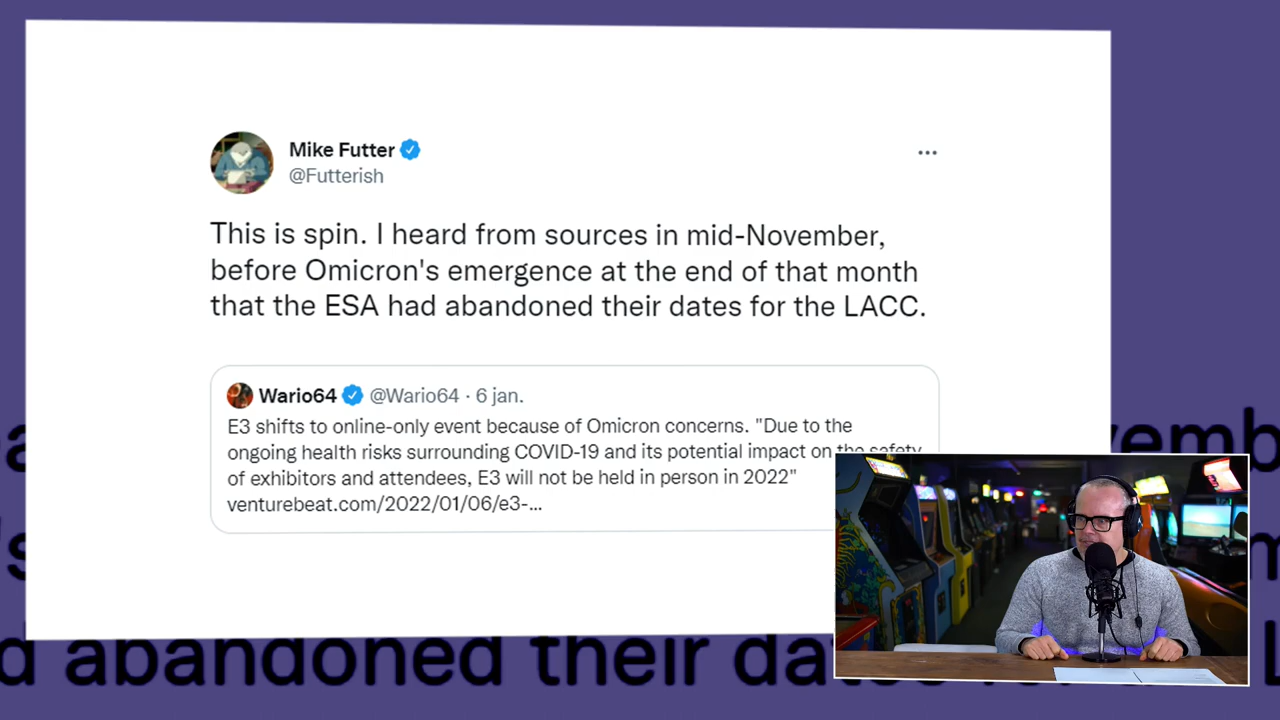 Mike Futter
@Futterish
This is spin. I heard from sources in mid-November,
before Omicron's emergence at the end of that month
that the ESA had abandoned their dates for the LACC.
Wario64 @Wario64 · 6 jan.
E3 shifts to online-only event because of Omicron concerns. "Due to the
ongoing health risks surrounding COVID-19 and its potential impact on the safety
of exhibitors and attendees, E3 will not be held in person in 2022"
venturebeat.com/2022/01/06/e3-...
abandoned their